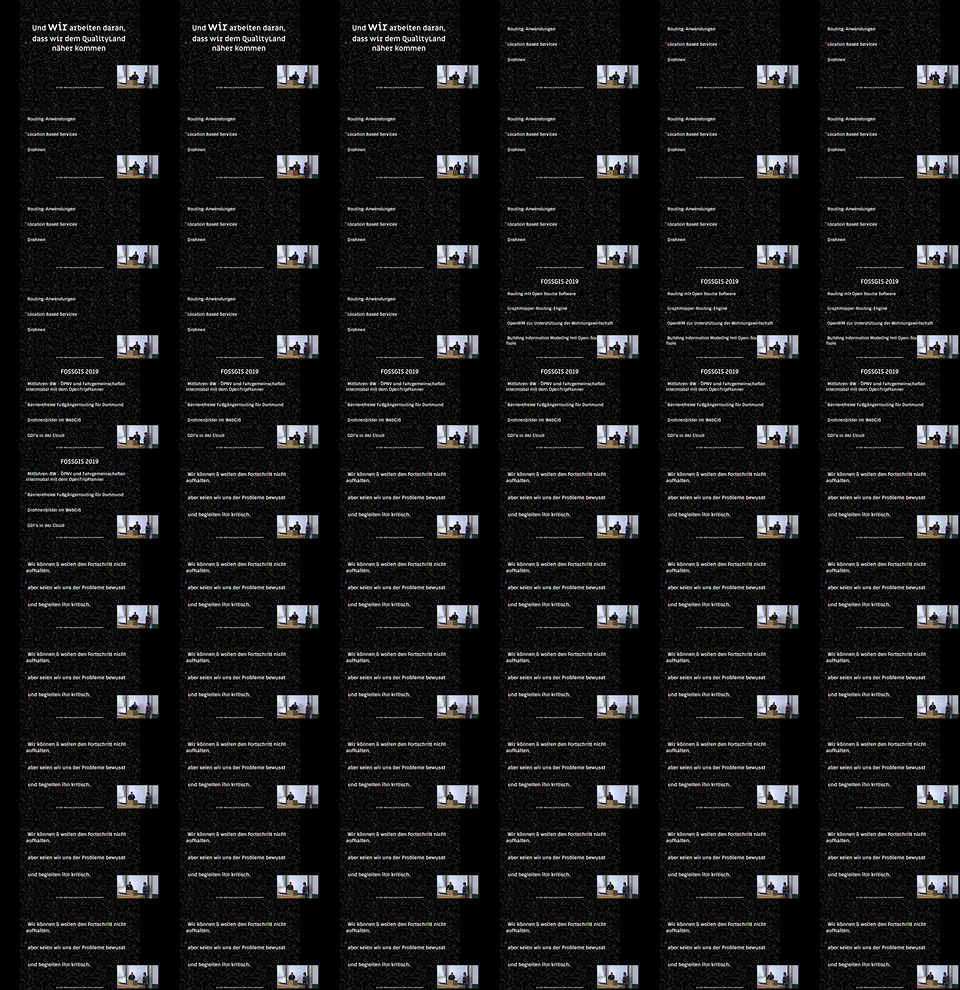 Und wir arbeiten daran,
dass wir dem QualityLand
näher kommen
Routing-Anwendungen
Location Based Services
Drohnen
FOSSGIS 2019
Routing mit Open Source Software
Graphhopper-Routing-Engine
OpenBIM zur Unterstützung der Wohnungswirtschaft
Building Information Modelling mit Open-
Tools
FOSSGIS 2019
Mitfahren-BW - ÖPNV und Fahrgemeinschaften
intermodal mit dem OpenTripPlanner
Barrierefreies Fußgängerrouting für Dortmund
Drohnenbilder im WebGIS
GDI's in der Cloud
Wir können & wollen den Fortschritt nicht
aufhalten,
aber seien wir uns der Probleme bewusst
und begleiten ihn kritisch.